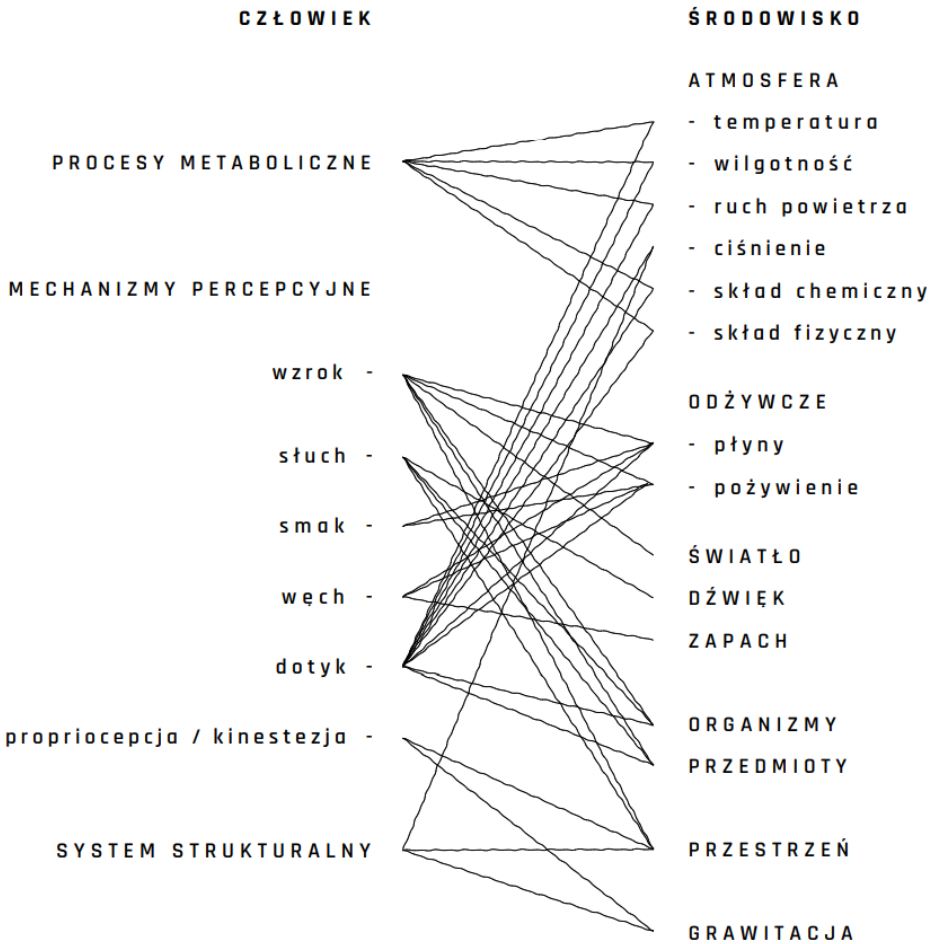 CZŁOWIEK
PROCESY METABOLICZNE
MECHANIZMY PERCEPCYJNE
wzrok -
słuch -
smak -
węch -
dotyk -
propriocepcja / kinestezja -
SYSTEM STRUKTURALNY
ŚRODOWISKO
ATMOSFERA
- temperatura
- wilgotność
- ruch powietrza
- ciśnienie
- skład chemiczny
- skład fizyczny
ODŻYWCZE
- płyny
- pożywienie
ŚWIATŁO
DŹWIĘK
ZAPACH
ORGANIZMY
PRZEDMIOTY
PRZESTRZEŃ
GRAWITACJA